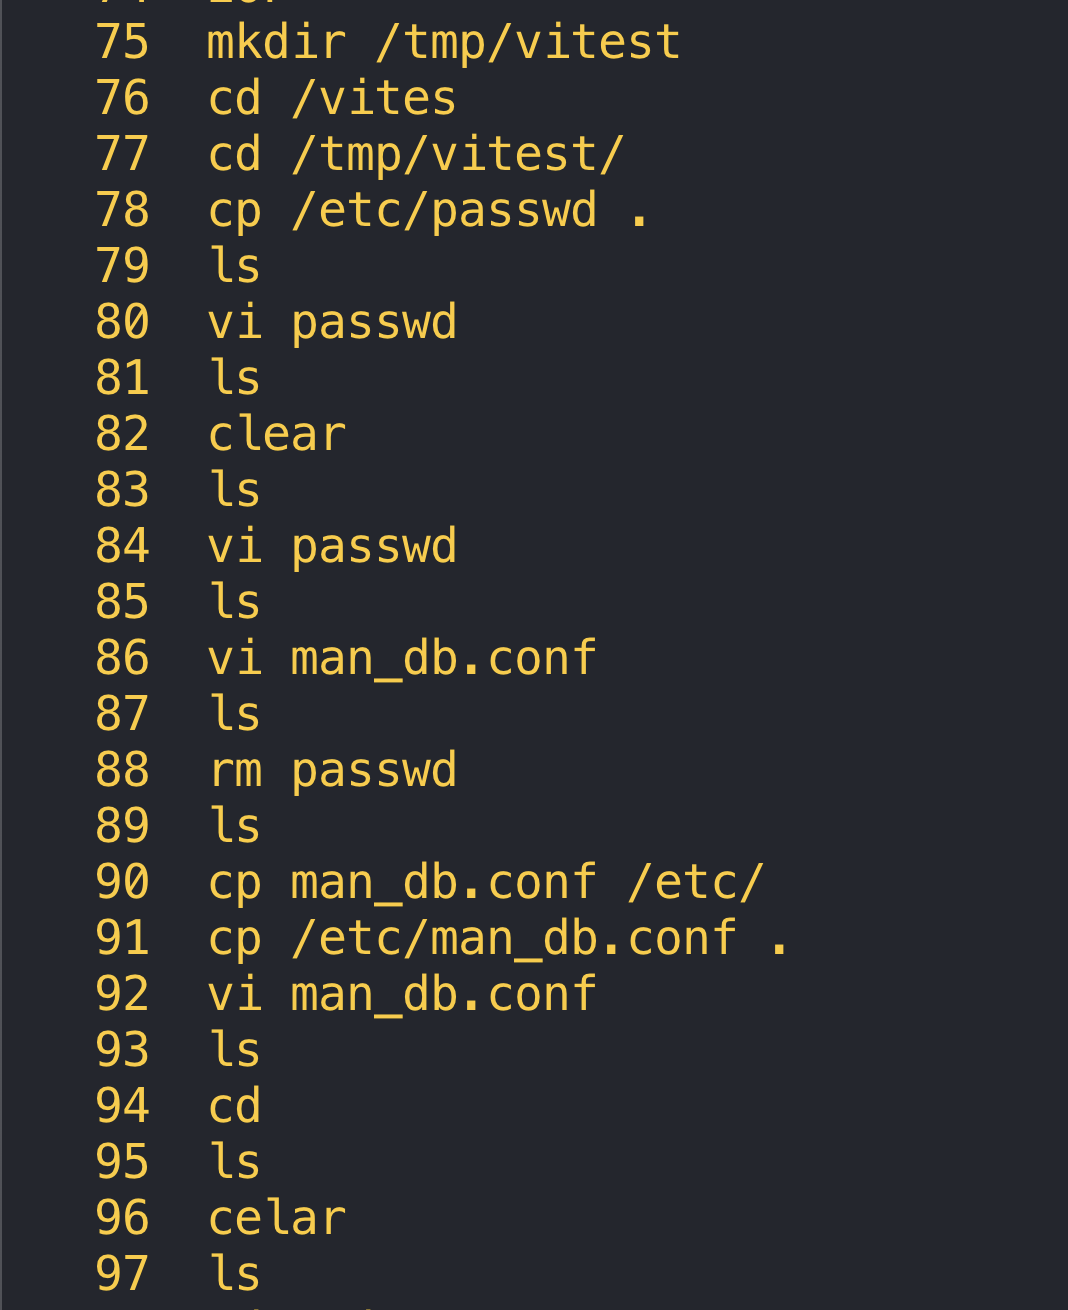 75 mkdir /tmp/vitest
76 cd /vites
77 cd /tmp/vitest/
78 cp /etc/passwd .
79 ls
80 vi passwd
81 ls
82 clear
83 ls
84 vi passwd
85 ls
86 vi man_db.conf
87 ls
88 rm passwd
89 ls
90 cp man_db.conf /etc/
91 cp /etc/man_db.conf .
92 vi man_db.conf
93 ls
94 cd
95 ls
96 celar
97 ls